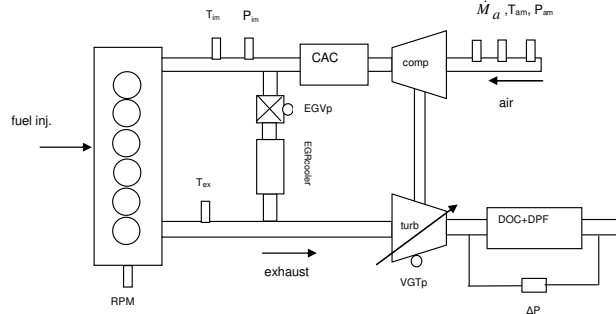 T_im
P_im
Ṁ_a, T_am, P_am
CAC
comp
air
EGVp
fuel inj.
EGRcooler
T_ex
turb
DOC+DPF
exhaust
VGTp
RPM
ΔP